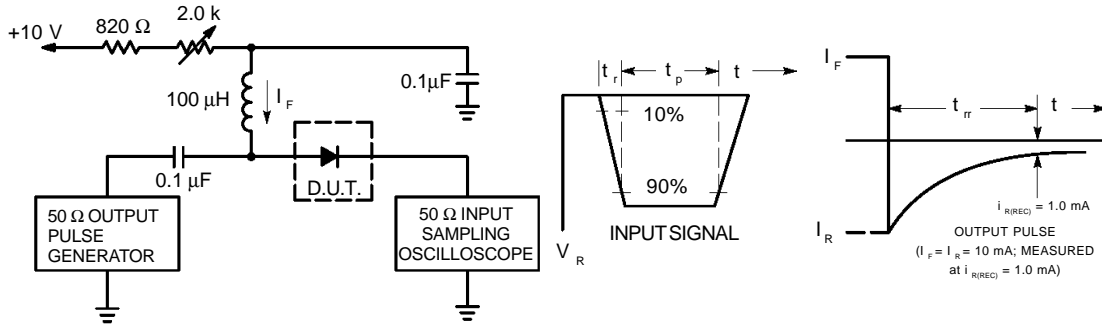 +10 V
820 Ω
2.0 k
100 µH
I F
0.1µF
0.1 µF
D.U.T.
50 Ω OUTPUT
PULSE
GENERATOR
50 Ω INPUT
SAMPLING
OSCILLOSCOPE
t r
t p
t
10%
90%
V R
INPUT SIGNAL
I F
t rr
t
i R(REC) = 1.0 mA
I R
OUTPUT PULSE
(I F = I R = 10 mA; MEASURED
at i R(REC) = 1.0 mA)